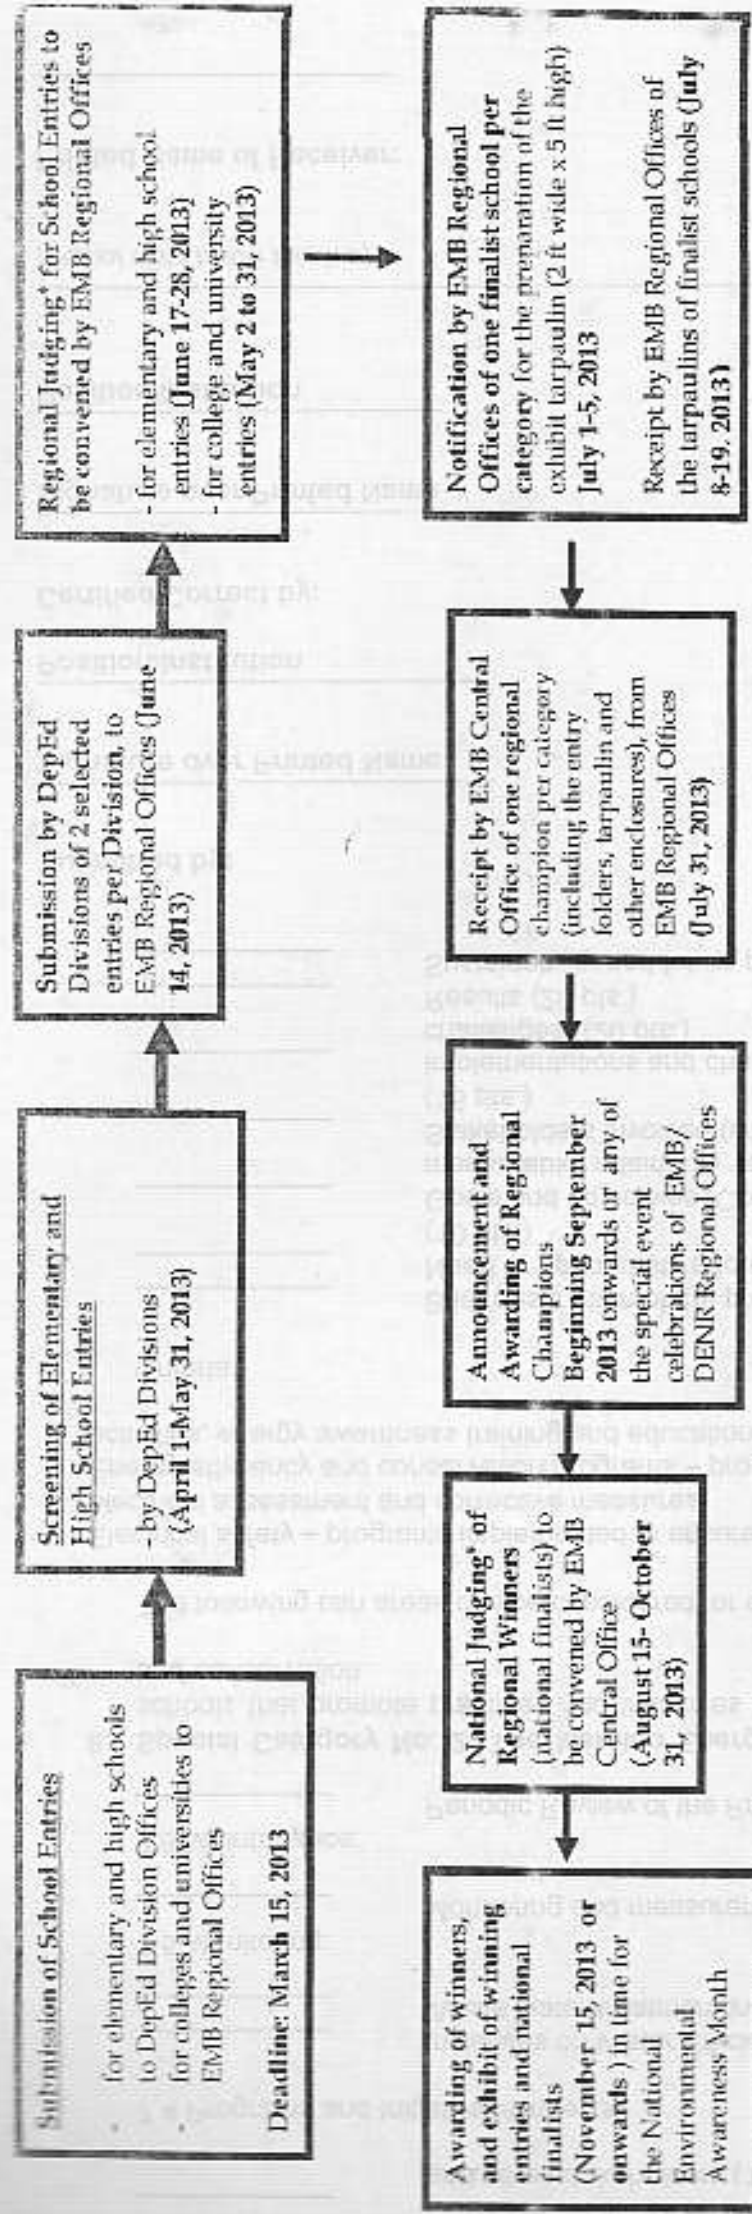 Submission of School Entries
for elementary and high schools
to DepEd Division Offices
for colleges and universities to
EMB Regional Offices
Deadline: March 15, 2013
Screening of Elementary and
High School Entries
- by DepEd Divisions
(April 1-May 31, 2013)
Submission by DepEd
Divisions of 2 selected
entries per Division, to
EMB Regional Offices (June
14, 2013)
Regional Judging* for School Entries to
be convened by EMB Regional Offices
- for elementary and high school
entries (June 17-28, 2013)
- for college and university
entries (May 2 to 31, 2013)
Notification by EMB Regional
Offices of one finalist school per
category for the preparation of the
exhibit tarpaulin (2 ft wide x 5 ft high)
July 1-5, 2013
Receipt by EMB Regional Offices of
the tarpaulins of finalist schools (July
8-19, 2013)
Receipt by EMB Central
Office of one regional
champion per category
(including the entry
folders, tarpaulin and
other enclosures), from
EMB Regional Offices
(July 31, 2013)
Announcement and
Awarding of Regional
Champions
Beginning September
2013 onwards or any of
the special event
celebrations of EMB/
DENR Regional Offices
National Judging* of
Regional Winners
(national finalists) to
be convened by EMB
Central Office
(August 15- October
31, 2013)
Awarding of winners,
and exhibit of winning
entries and national
finalists
(November 15, 2013 or
onwards ) in time for
the National
Environmental
Awareness Month